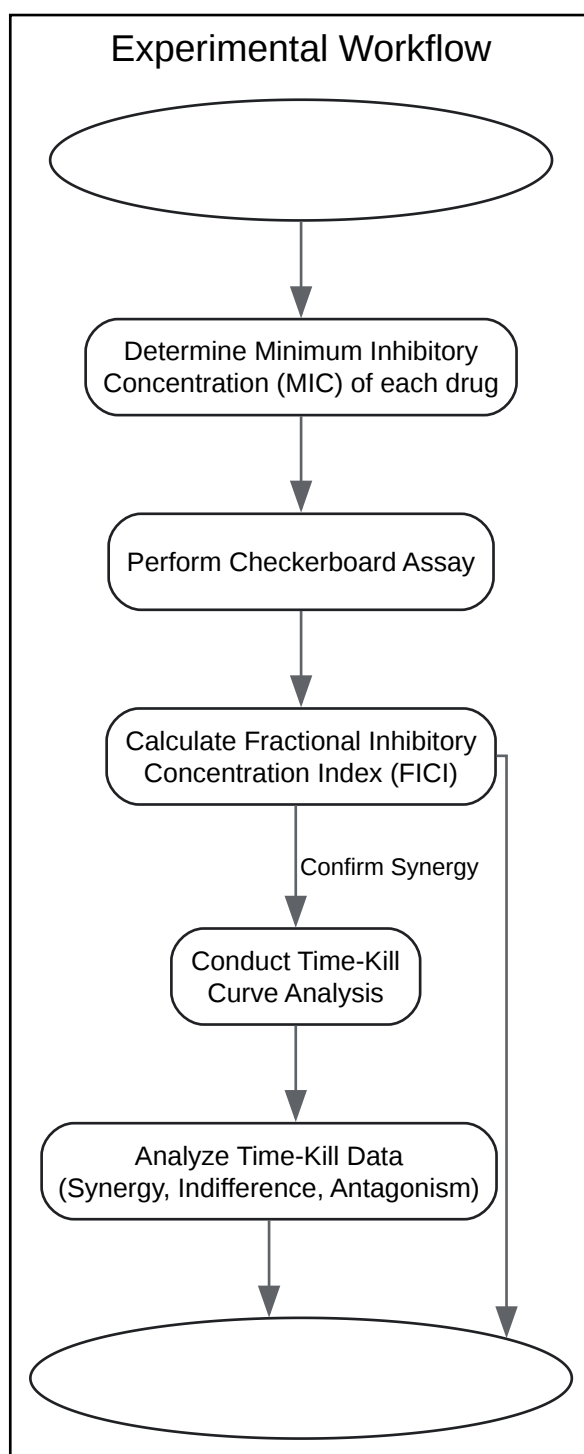 Experimental Workflow
Determine Minimum Inhibitory
Concentration (MIC) of each drug
Perform Checkerboard Assay
Calculate Fractional Inhibitory
Concentration Index (FICI)
Confirm Synergy
Conduct Time-Kill
Curve Analysis
Analyze Time-Kill Data
(Synergy, Indifference, Antagonism)